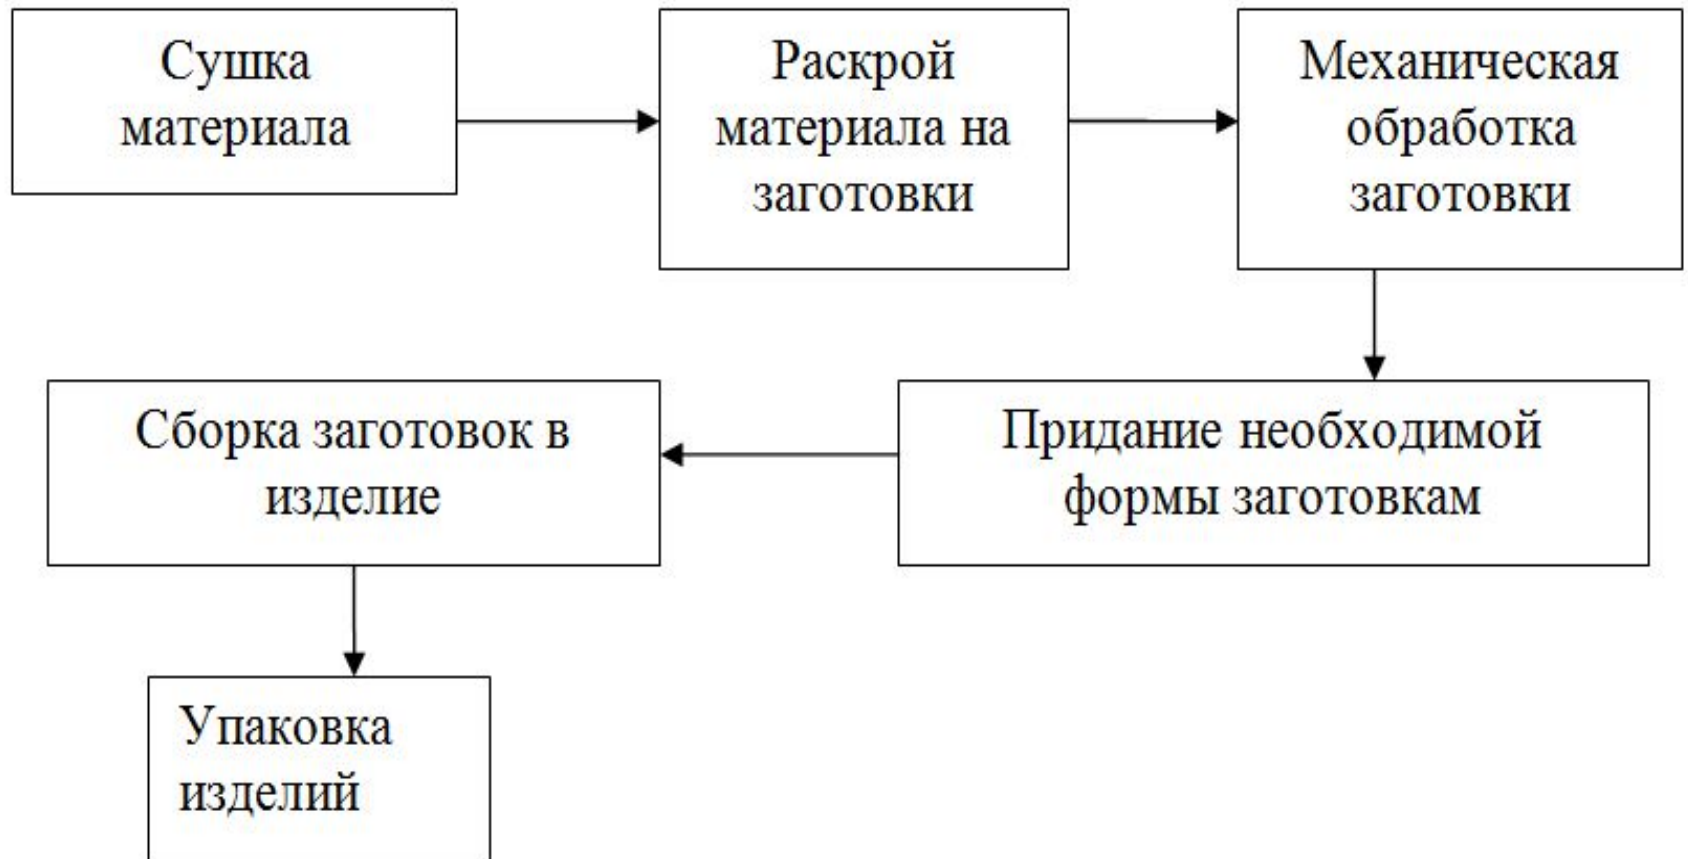 Сушка
материала
Раскрой
материала на
заготовки
Механическая
обработка
заготовки
Придание необходимой
формы заготовкам
Сборка заготовок в
изделие
Упаковка
изделий